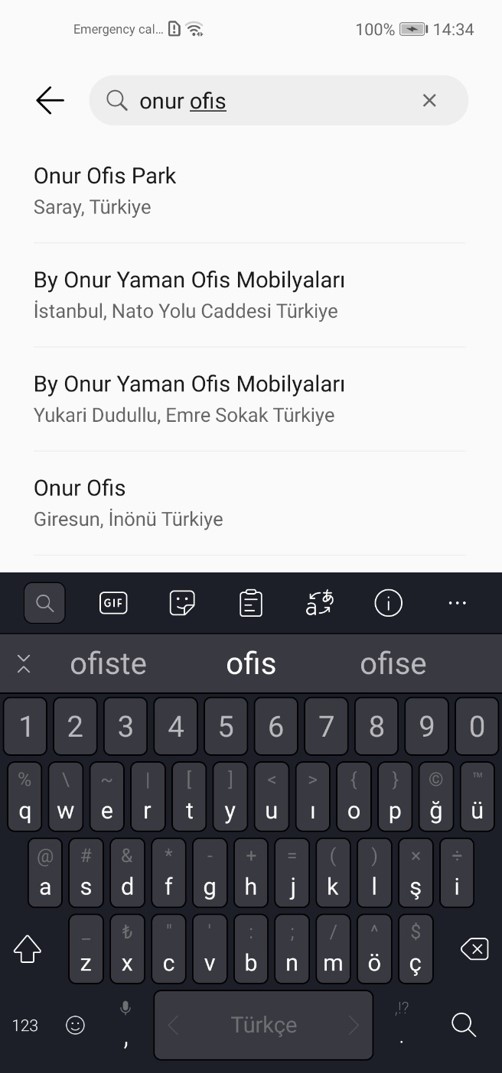 Emergency cal... 100% 14:34
onur ofis
Onur Ofis Park
Saray, Türkiye
By Onur Yaman Ofis Mobilyaları
İstanbul, Nato Yolu Caddesi Türkiye
By Onur Yaman Ofis Mobilyaları
Yukari Dudullu, Emre Sokak Türkiye
Onur Ofis
Giresun, İnönü Türkiye
GIF
ofiste ofis ofise
1 2 3 4 5 6 7 8 9 0
% \ ~ | [ ] < > { } © ™
q w e r t y u ı o p ğ ü
@ # & * - + = ( ) × ÷
a s d f g h j k l ş i
_ ₺ " ' : ; / ^ $
z x c v b n m ö ç
,!?
123 , Türkçe .